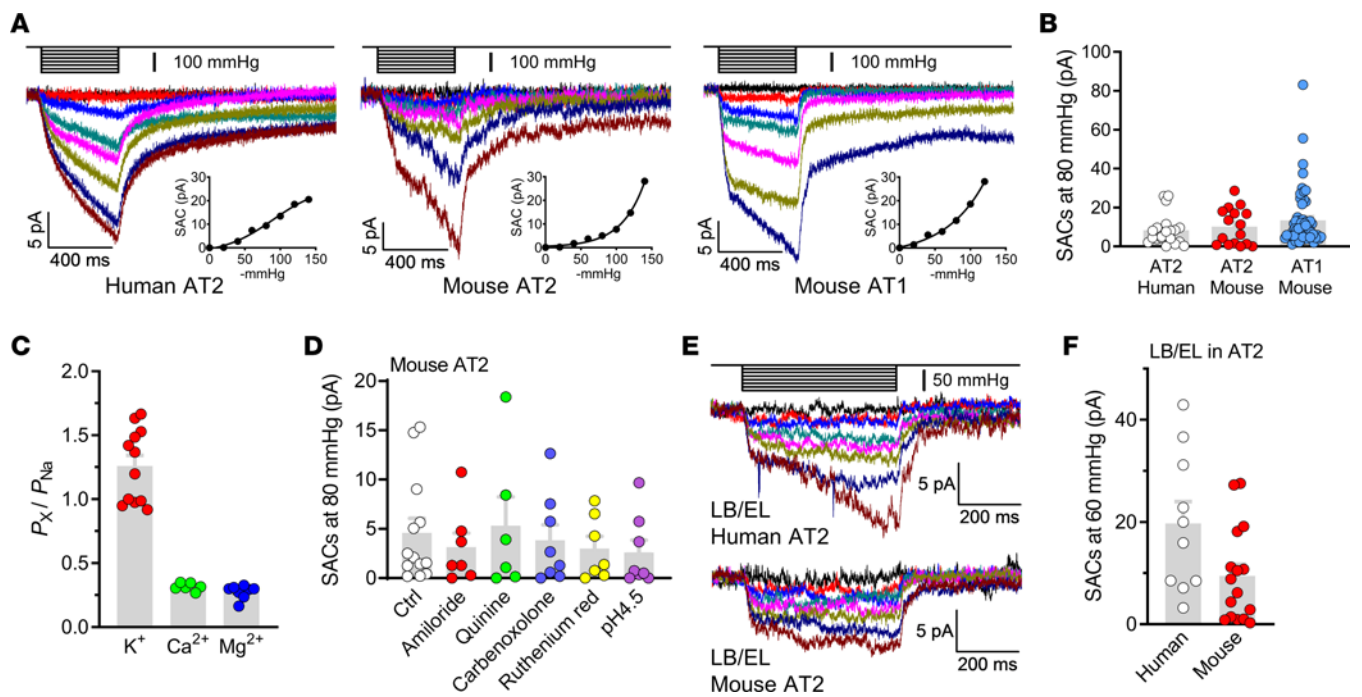 A
100 mmHg
5 pA
400 ms
SAC (pA)
30
20
10
0
0 50 100 150
-mmHg
Human AT2
100 mmHg
5 pA
400 ms
SAC (pA)
30
20
10
0
0 50 100 150
-mmHg
Mouse AT2
100 mmHg
5 pA
400 ms
SAC (pA)
30
20
10
0
0 50 100 150
-mmHg
Mouse AT1
B
SACs at 80 mmHg (pA)
100
80
60
40
20
0
AT2 AT2 AT1
Human Mouse Mouse
C
PX / PNa
2.0
1.5
1.0
0.5
0.0
K+ Ca2+ Mg2+
D
Mouse AT2
SACs at 80 mmHg (pA)
20
15
10
5
0
Ctrl
Amiloride
Quinine
Carbenoxolone
Ruthenium red
pH4.5
E
50 mmHg
5 pA
200 ms
LB/EL
Human AT2
5 pA
200 ms
LB/EL
Mouse AT2
F
LB/EL in AT2
SACs at 60 mmHg (pA)
40
20
0
Human
Mouse